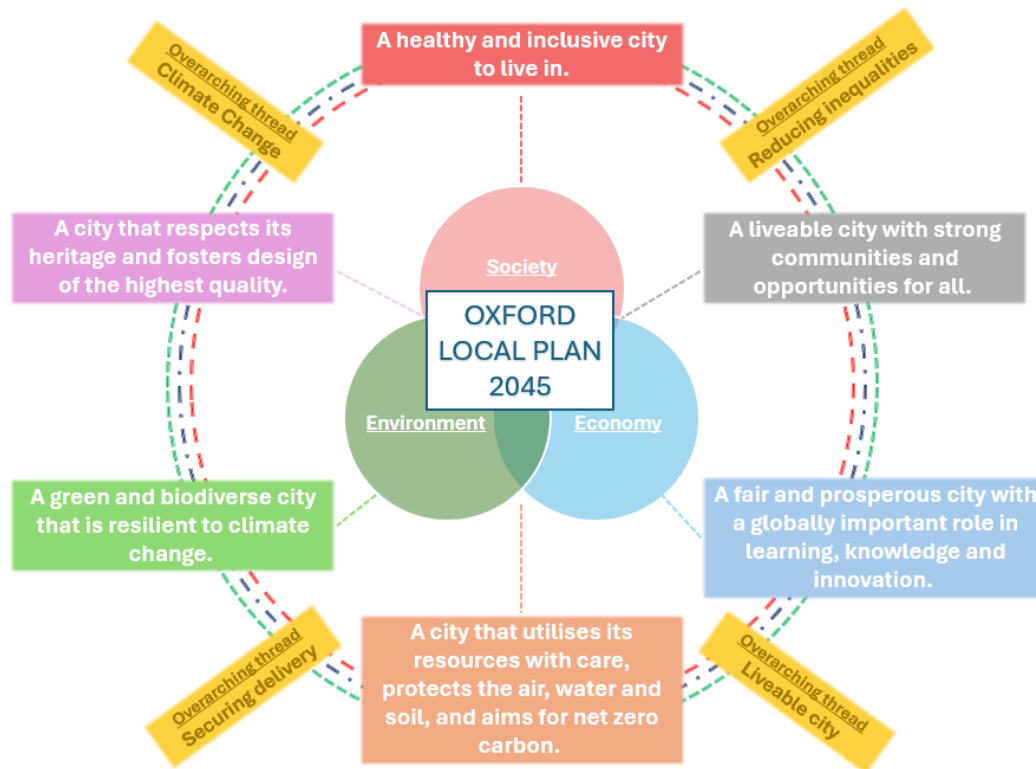 A healthy and inclusive city
to live in.
Overarching thread
Climate Change
Overarching thread
Reducing inequalities
A city that respects its
heritage and fosters design
of the highest quality.
A liveable city with strong
communities and
opportunities for all.
Society
OXFORD
LOCAL PLAN
2045
Environment
Economy
A green and biodiverse city
that is resilient to climate
change.
A fair and prosperous city with
a globally important role in
learning, knowledge and
innovation.
Overarching thread
Securing delivery
A city that utilises its
resources with care,
protects the air, water and
soil, and aims for net zero
carbon.
Overarching thread
Liveable city